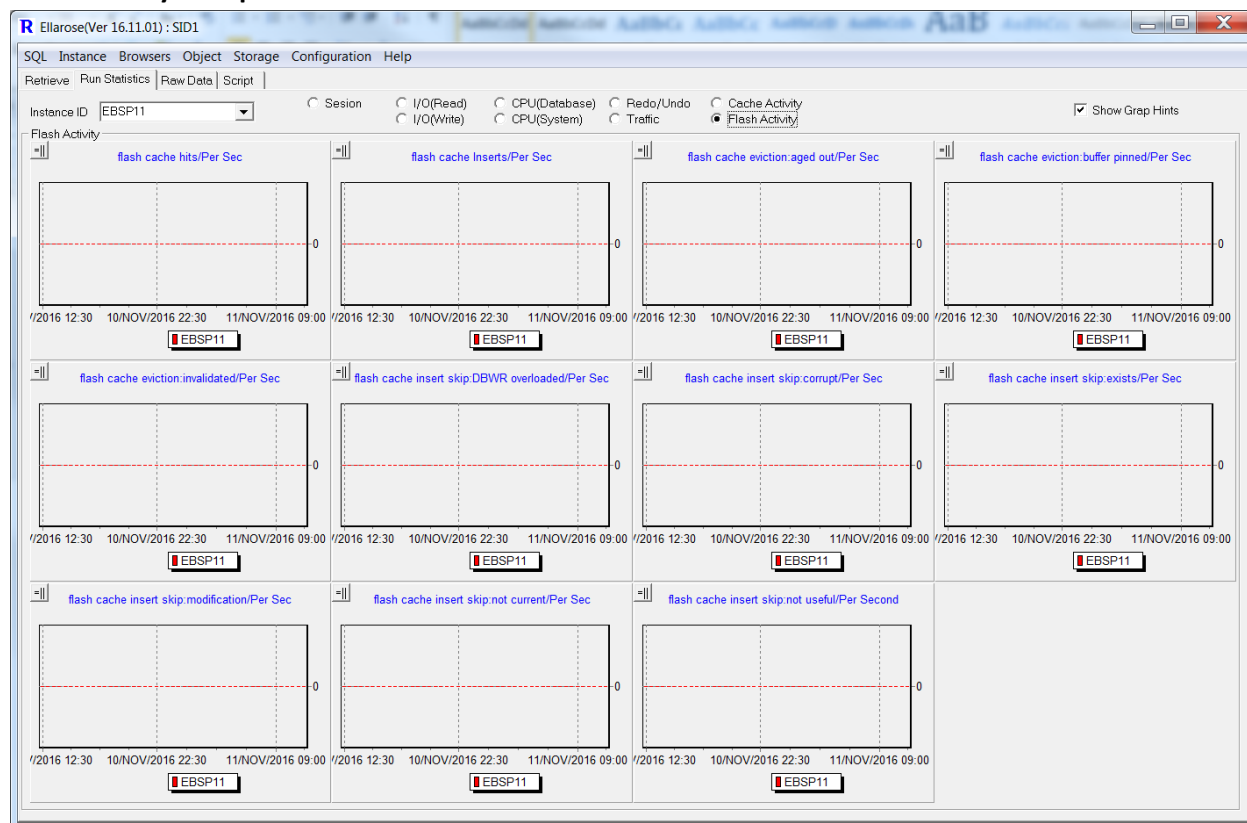 Ellarose(Ver 16.11.01) : SID1
SQL Instance Browsers Object Storage Configuration Help
Retrieve Run Statistics Raw Data Script
Instance ID EBSP11
Sesion I/O(Read) CPU(Database) Redo/Undo Cache Activity
I/O(Write) CPU(System) Traffic Flash Activity
Show Grap Hints
Flash Activity
flash cache hits/Per Sec
flash cache Inserts/Per Sec
flash cache eviction:aged out/Per Sec
flash cache eviction:buffer pinned/Per Sec
0 0 0 0
/2016 12:30 10/NOV/2016 22:30 11/NOV/2016 09:00 /2016 12:30 10/NOV/2016 22:30 11/NOV/2016 09:00 /2016 12:30 10/NOV/2016 22:30 11/NOV/2016 09:00 /2016 12:30 10/NOV/2016 22:30 11/NOV/2016 09:00
EBSP11 EBSP11 EBSP11 EBSP11
flash cache eviction:invalidated/Per Sec
flash cache insert skip:DBWR overloaded/Per Sec
flash cache insert skip:corrupt/Per Sec
flash cache insert skip:exists/Per Sec
0 0 0 0
/2016 12:30 10/NOV/2016 22:30 11/NOV/2016 09:00 /2016 12:30 10/NOV/2016 22:30 11/NOV/2016 09:00 /2016 12:30 10/NOV/2016 22:30 11/NOV/2016 09:00 /2016 12:30 10/NOV/2016 22:30 11/NOV/2016 09:00
EBSP11 EBSP11 EBSP11 EBSP11
flash cache insert skip:modification/Per Sec
flash cache insert skip:not current/Per Sec
flash cache insert skip:not useful/Per Second
0 0 0
/2016 12:30 10/NOV/2016 22:30 11/NOV/2016 09:00 /2016 12:30 10/NOV/2016 22:30 11/NOV/2016 09:00 /2016 12:30 10/NOV/2016 22:30 11/NOV/2016 09:00
EBSP11 EBSP11 EBSP11